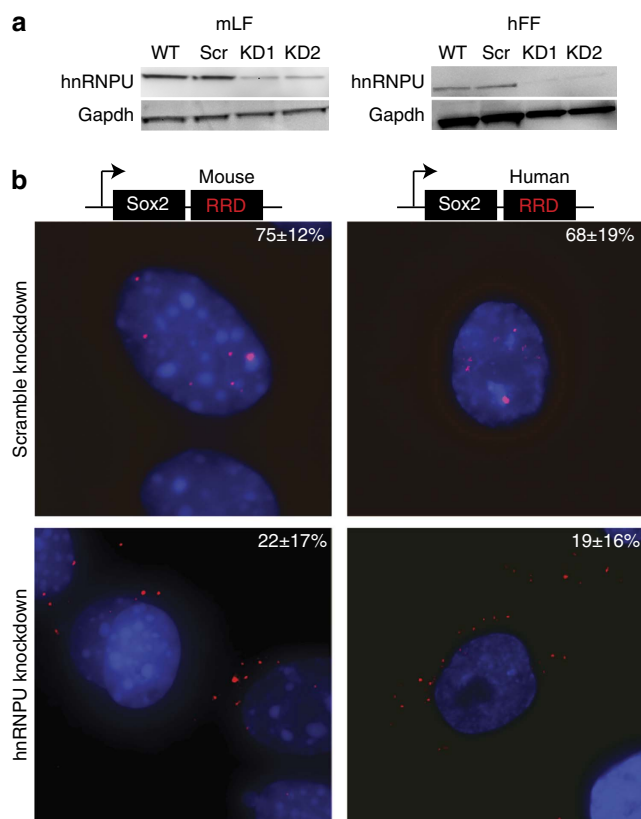 a
mLF
hFF
WT Scr KD1 KD2
WT Scr KD1 KD2
hnRNPU
hnRNPU
Gapdh
Gapdh
b
Mouse
Human
Sox2 RRD
Sox2 RRD
Scramble knockdown
75±12%
68±19%
hnRNPU knockdown
22±17%
19±16%